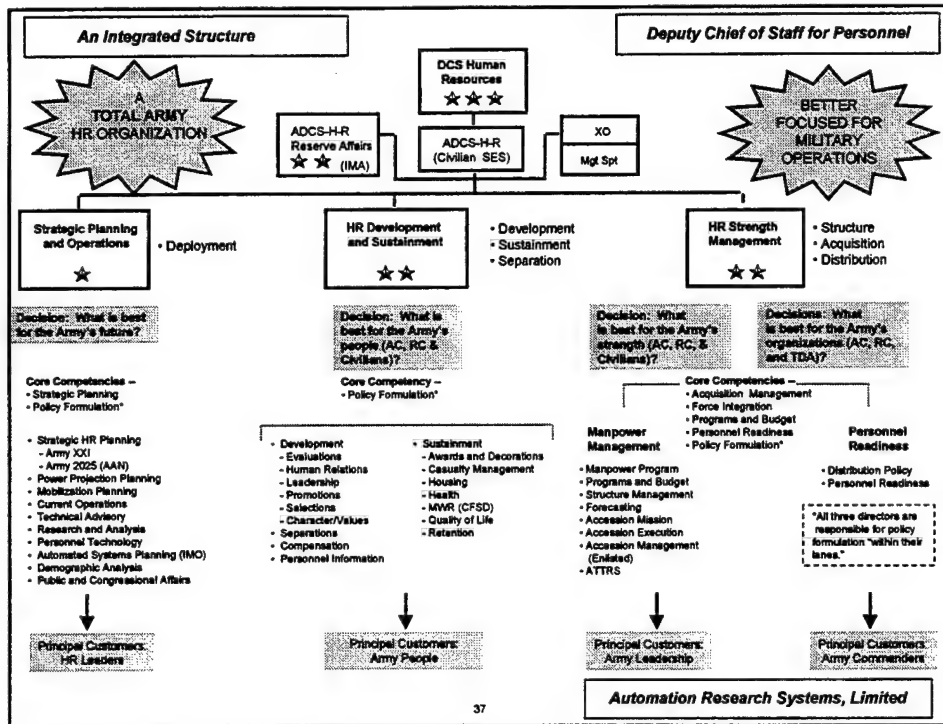 An Integrated Structure
Deputy Chief of Staff for Personnel
A
TOTAL ARMY
HR ORGANIZATION
DCS Human
Resources
BETTER
FOCUSED FOR
MILITARY
OPERATIONS
ADCS-H-R
Reserve Affairs
(IMA)
ADCS-H-R
(Civilian SES)
XO
Mgt Spt
Strategic Planning
and Operations
• Deployment
HR Development
and Sustainment
• Development
• Sustainment
• Separation
HR Strength
Management
• Structure
• Acquisition
• Distribution
Decision: What is best
for the Army's future?
Decision: What is
best for the Army's
people (AC, RC &
Civilians)?
Decision: What
is best for the Army's
strength (AC, RC, &
Civilians)?
Decisions: What
is best for the Army's
organizations (AC, RC,
and TDA)?
Core Competencies –
• Strategic Planning
• Policy Formulation*
• Strategic HR Planning
- Army XXI
- Army 2025 (AAN)
• Power Projection Planning
• Mobilization Planning
• Current Operations
• Technical Advisory
• Research and Analysis
• Personnel Technology
• Automated Systems Planning (IMO)
• Demographic Analysis
• Public and Congressional Affairs
Core Competency –
• Policy Formulation*
• Development
- Evaluations
- Human Relations
- Leadership
- Promotions
- Selections
- Character/Values
• Separations
• Compensation
• Personnel Information
• Sustainment
- Awards and Decorations
- Casualty Management
- Housing
- Health
- MWR (CFSD)
- Quality of Life
- Retention
Core Competencies –
• Acquisition Management
• Force Integration
• Programs and Budget
• Personnel Readiness
• Policy Formulation*
Manpower
Management
• Manpower Program
• Programs and Budget
• Structure Management
• Forecasting
• Accession Mission
• Accession Execution
• Accession Management
(Enlisted)
• ATTRS
Personnel
Readiness
• Distribution Policy
• Personnel Readiness
*All three directors are
responsible for policy
formulation "within their
lanes."
Principal Customers:
HR Leaders
Principal Customers:
Army People
Principal Customers:
Army Leadership
Principal Customers:
Army Commanders
37
Automation Research Systems, Limited